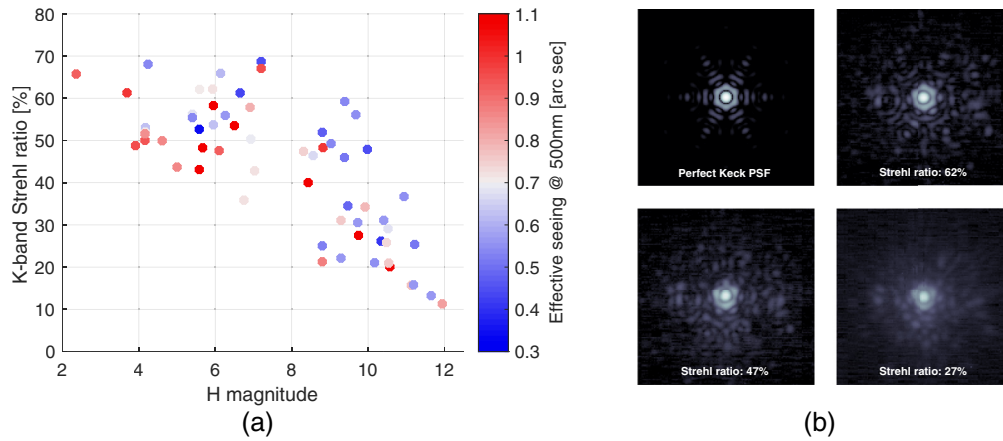 80
70
60
50
40
30
20
10
0
K-band Strehl ratio [%]
2 4 6 8 10 12
H magnitude
1.1
1
0.9
0.8
0.7
0.6
0.5
0.4
0.3
Effective seeing @ 500nm [arc sec]
(a)
Perfect Keck PSF
Strehl ratio: 62%
Strehl ratio: 47%
Strehl ratio: 27%
(b)